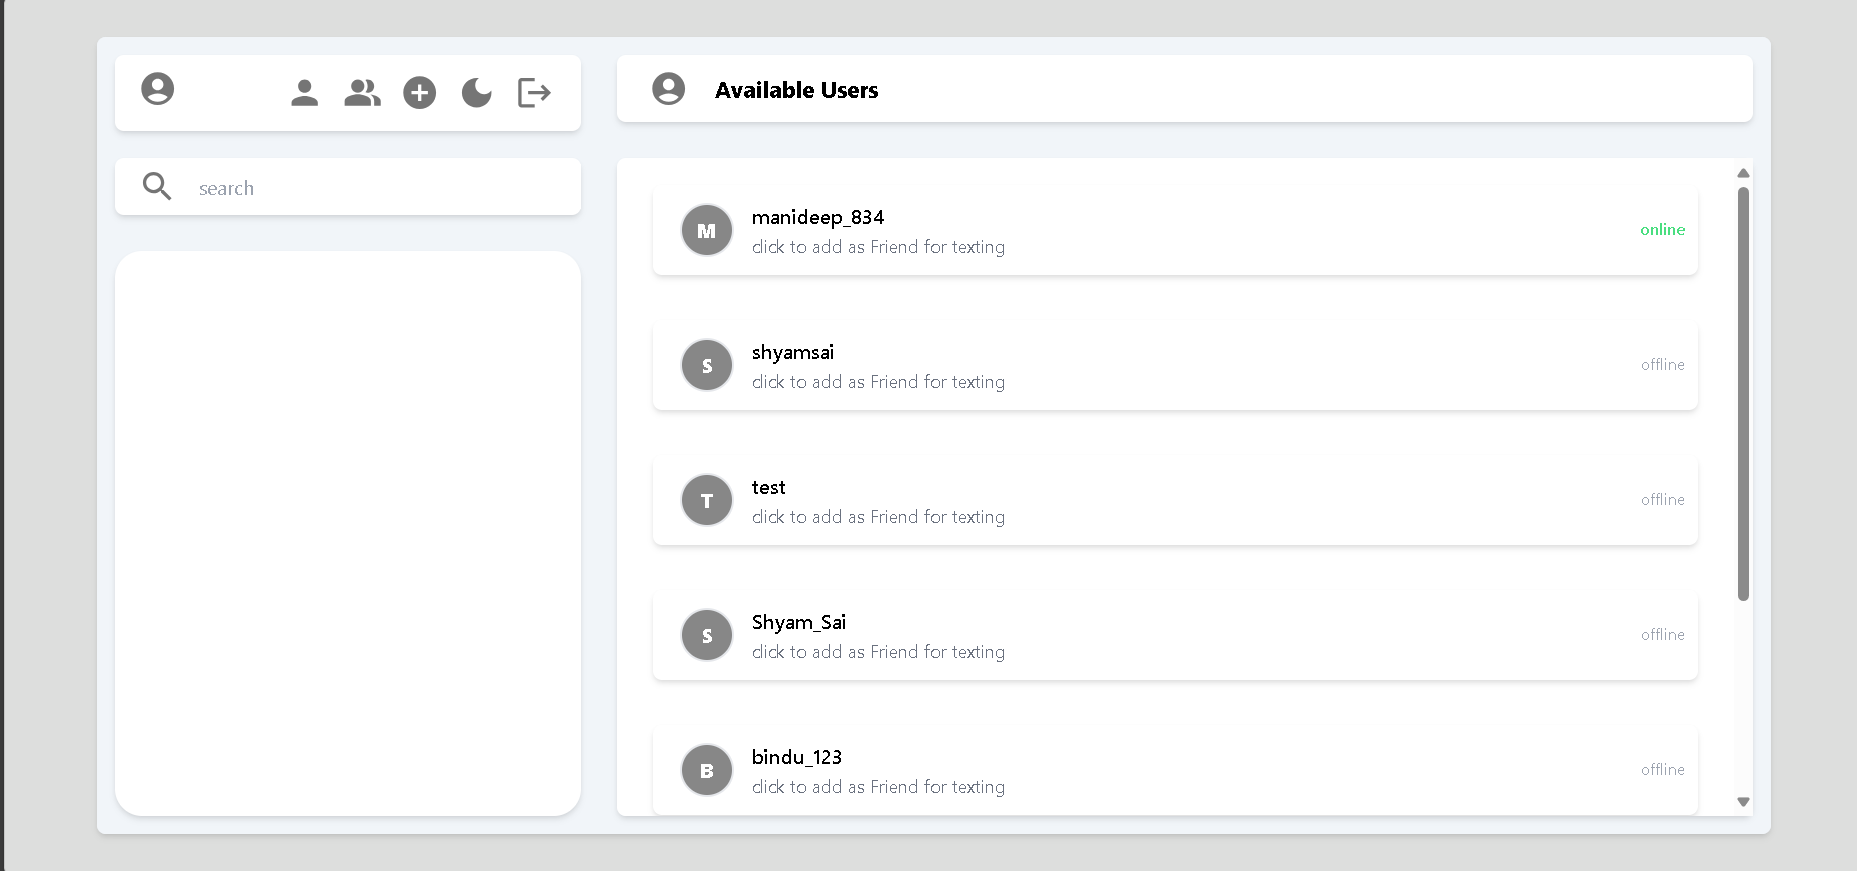 Available Users
search
M
manideep_834
click to add as Friend for texting
online
S
shyamsai
click to add as Friend for texting
offline
T
test
click to add as Friend for texting
offline
S
Shyam_Sai
click to add as Friend for texting
offline
B
bindu_123
click to add as Friend for texting
offline